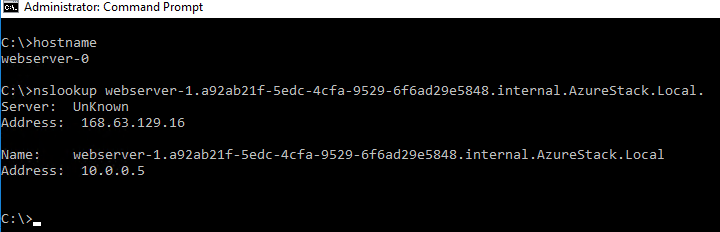 Administrator: Command Prompt
C:\>hostname
webserver-0
C:\>nslookup webserver-1.a92ab21f-5edc-4cfa-9529-6f6ad29e5848.internal.AzureStack.Local.
Server:  UnKnown
Address:  168.63.129.16
Name:    webserver-1.a92ab21f-5edc-4cfa-9529-6f6ad29e5848.internal.AzureStack.Local
Address:  10.0.0.5
C:\>